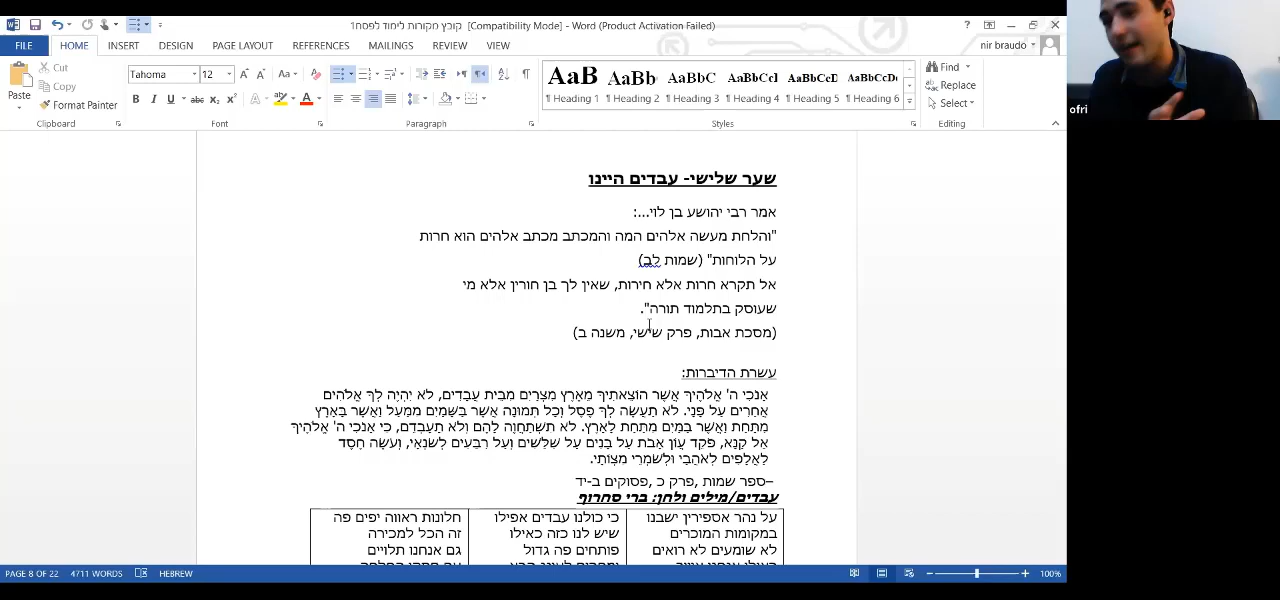 קובץ מקורות לימוד לפסח1 [Compatibility Mode] - Word (Product Activation Failed)
FILE HOME INSERT DESIGN PAGE LAYOUT REFERENCES MAILINGS REVIEW VIEW
nir braudo
Paste
Cut
Copy
Format Painter
Clipboard
Tahoma 12
Font
Paragraph
AaB AaBb AaBbC AaBbCcI AaBbCcD AaBbCcDı
¶ Heading 1 ¶ Heading 2 ¶ Heading 3 ¶ Heading 4 ¶ Heading 5 ¶ Heading 6
Styles
Find
Replace
Select
Editing
ofri
שער שלישי- עבדים היינו
אמר רבי יהושע בן לוי...:
"והלחת מעשה אלהים המה והמכתב מכתב אלהים הוא חרות
על הלוחות" (שמות לב)
אל תקרא חרות אלא חירות, שאין לך בן חורין אלא מי
שעוסק בתלמוד תורה".
(מסכת אבות, פרק שישי, משנה ב)
עשרת הדיברות:
אָנֹכִי ה' אֱלֹהֶיךָ אֲשֶׁר הוֹצֵאתִיךָ מֵאֶרֶץ מִצְרַיִם מִבֵּית עֲבָדִים, לֹא יִהְיֶה לְךָ אֱלֹהִים
אֲחֵרִים עַל פָּנָי. לֹא תַעֲשֶׂה לְךָ פֶסֶל וְכָל תְּמוּנָה אֲשֶׁר בַּשָּׁמַיִם מִמַּעַל וַאֲשֶׁר בָּאָרֶץ
מִתָּחַת וַאֲשֶׁר בַּמַּיִם מִתַּחַת לָאָרֶץ. לֹא תִשְׁתַּחֲוֶה לָהֶם וְלֹא תָעָבְדֵם, כִּי אָנֹכִי ה' אֱלֹהֶיךָ
אֵל קַנָּא, פֹּקֵד עֲוֹן אָבֹת עַל בָּנִים עַל שִׁלֵּשִׁים וְעַל רִבֵּעִים לְשֹׂנְאָי, וְעֹשֶׂה חֶסֶד
לַאֲלָפִים לְאֹהֲבַי וּלְשֹׁמְרֵי מִצְוֹתָי.
–ספר שמות ,פרק כ ,פסוקים ב-יד
עבדים/מילים ולחן: ברי סחרוף
על נהר אספירין ישבנו
במקומות המוכרים
לא שומעים לא רואים
כי כולנו עבדים אפילו
שיש לנו כזה כאילו
פותחים פה גדול
חלונות ראווה יפים פה
זה הכל למכירה
גם אנחנו תלויים
PAGE 8 OF 22 4711 WORDS HEBREW
100%